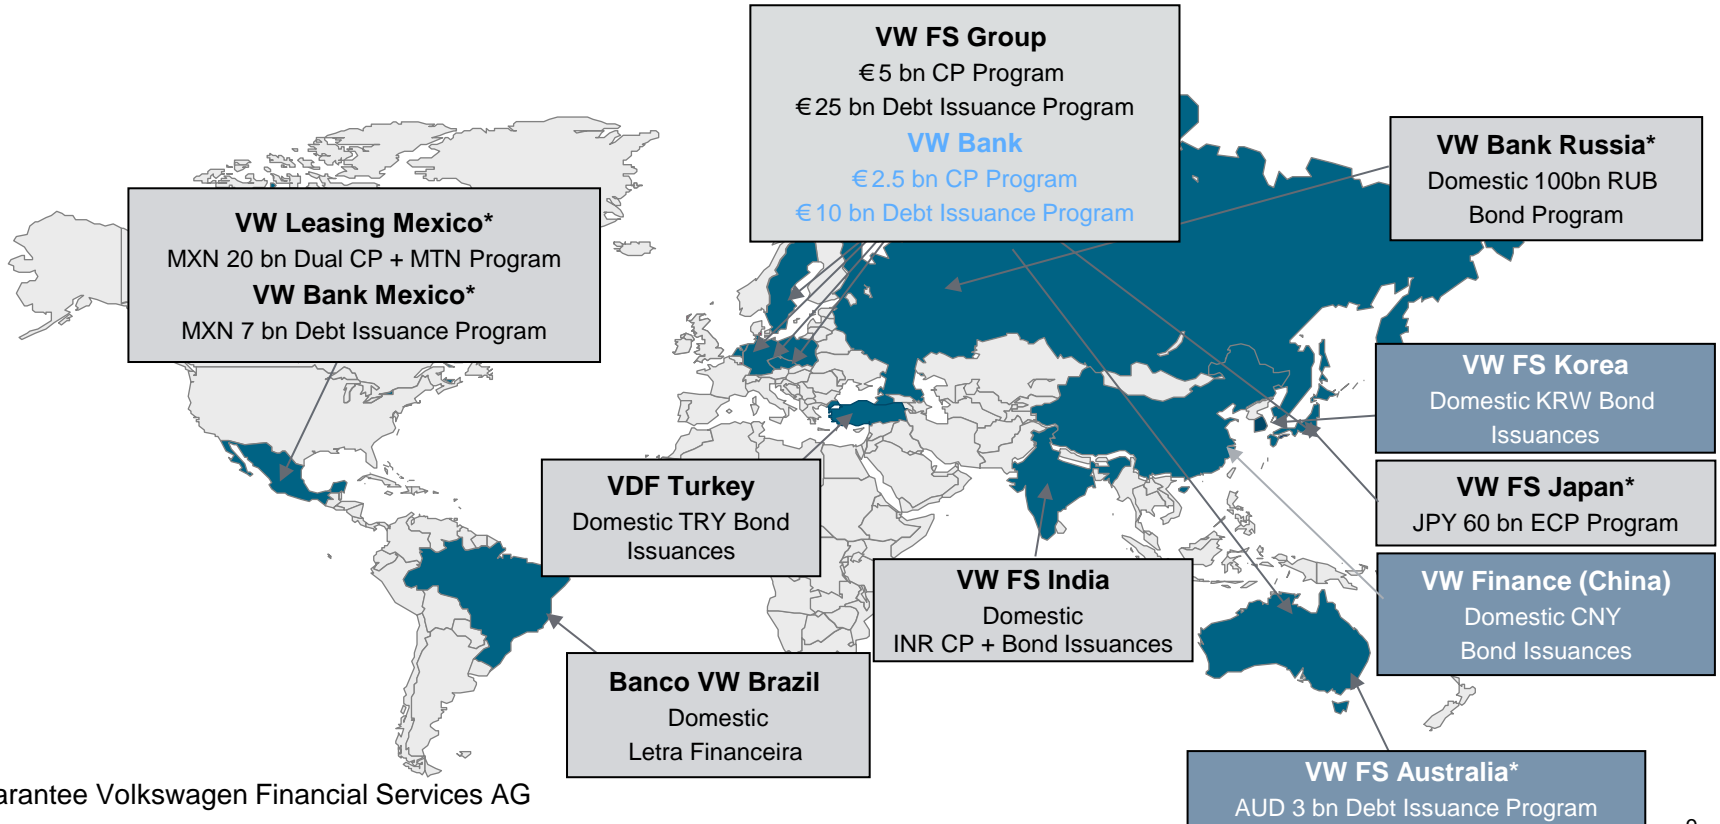 VW FS Group
€ 5 bn CP Program
€ 25 bn Debt Issuance Program
VW Bank
€ 2.5 bn CP Program
€ 10 bn Debt Issuance Program
VW Bank Russia*
Domestic 100bn RUB
Bond Program
VW Leasing Mexico*
MXN 20 bn Dual CP + MTN Program
VW Bank Mexico*
MXN 7 bn Debt Issuance Program
VW FS Korea
Domestic KRW Bond
Issuances
VDF Turkey
Domestic TRY Bond
Issuances
VW FS Japan*
JPY 60 bn ECP Program
VW FS India
Domestic
INR CP + Bond Issuances
VW Finance (China)
Domestic CNY
Bond Issuances
Banco VW Brazil
Domestic
Letra Financeira
VW FS Australia*
AUD 3 bn Debt Issuance Program
arantee Volkswagen Financial Services AG